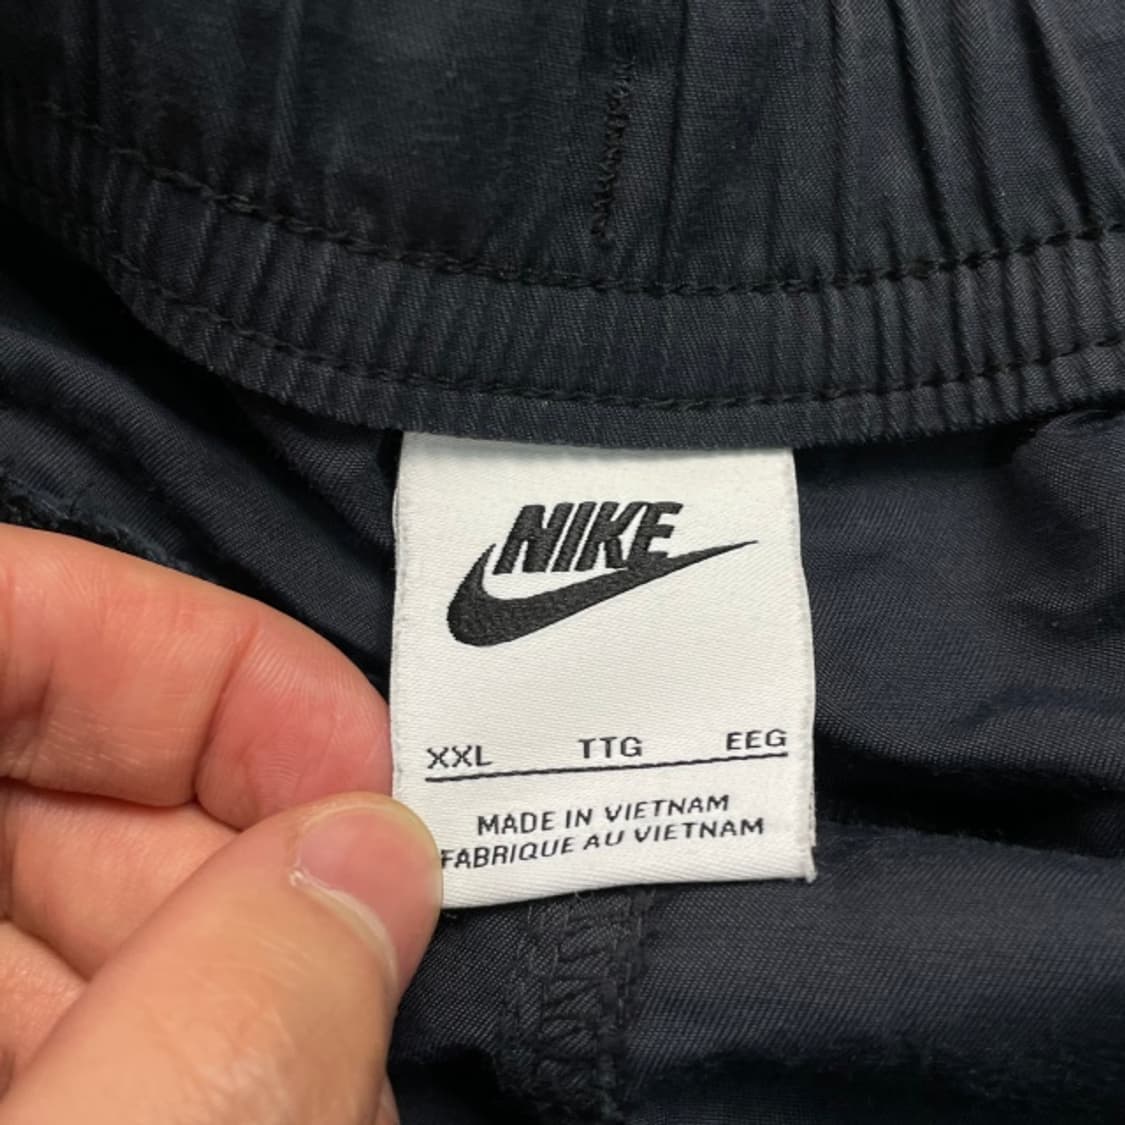 NIKE
XXL TTG EEG
MADE IN VIETNAM
FABRIQUE AU VIETNAM